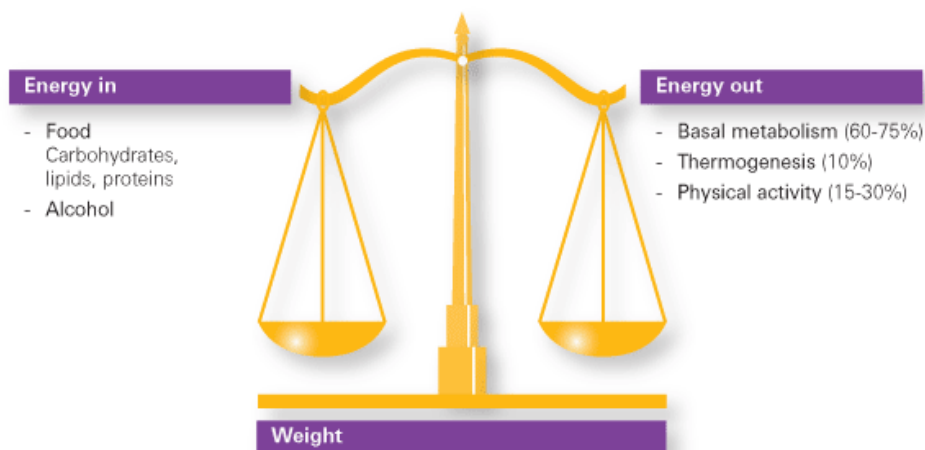 Energy in
- Food
Carbohydrates,
lipids, proteins
- Alcohol
Energy out
- Basal metabolism (60-75%)
- Thermogenesis (10%)
- Physical activity (15-30%)
Weight